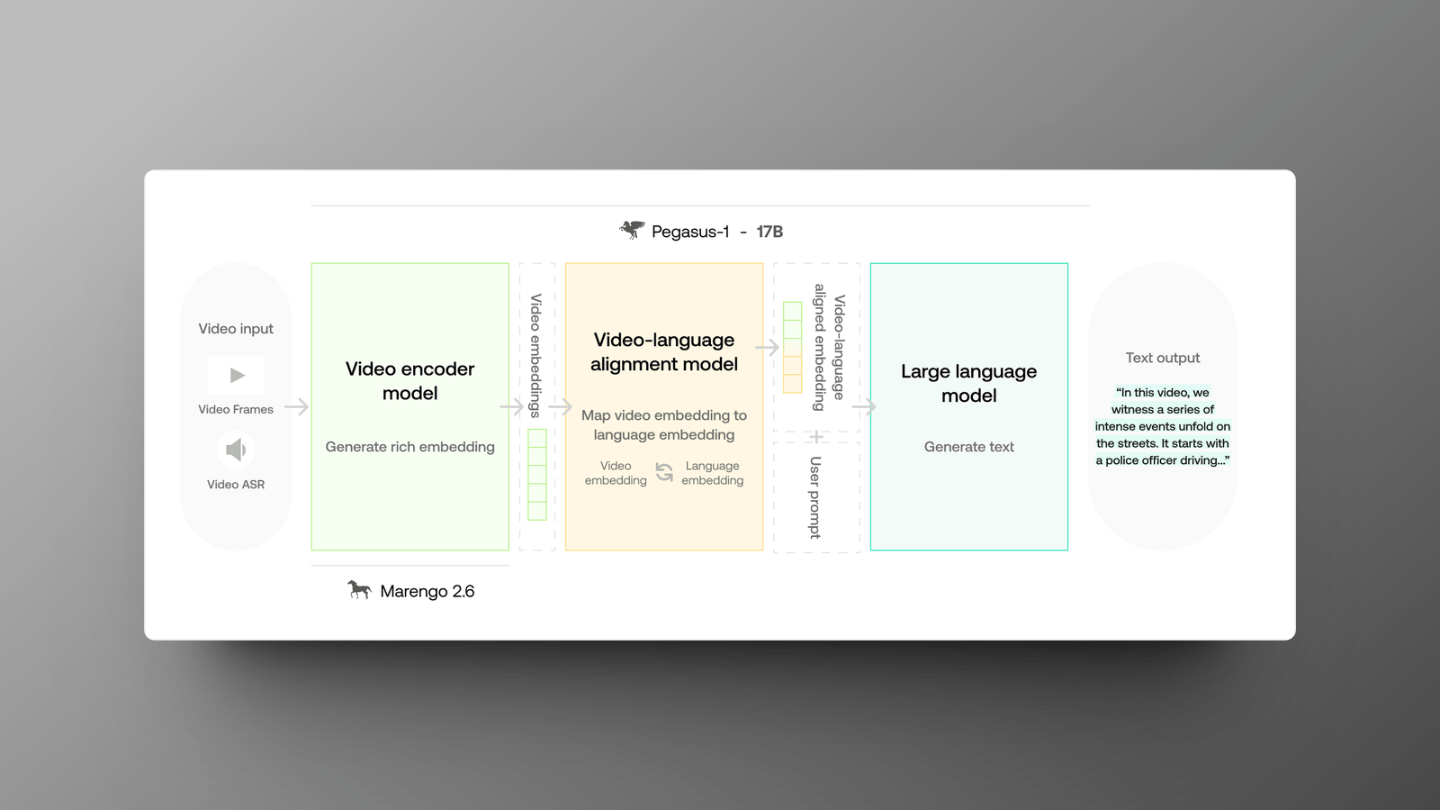 Pegasus-1 - 17B
Video input
Video Frames
Video ASR
Video encoder
model
Generate rich embedding
Marengo 2.6
Video embeddings
Video-language
alignment model
Map video embedding to
language embedding
Video
embedding
Language
embedding
Video-language
aligned embedding
+
User prompt
Large language
model
Generate text
Text output
“In this video, we
witness a series of
intense events unfold on
the streets. It starts with
a police officer driving...”